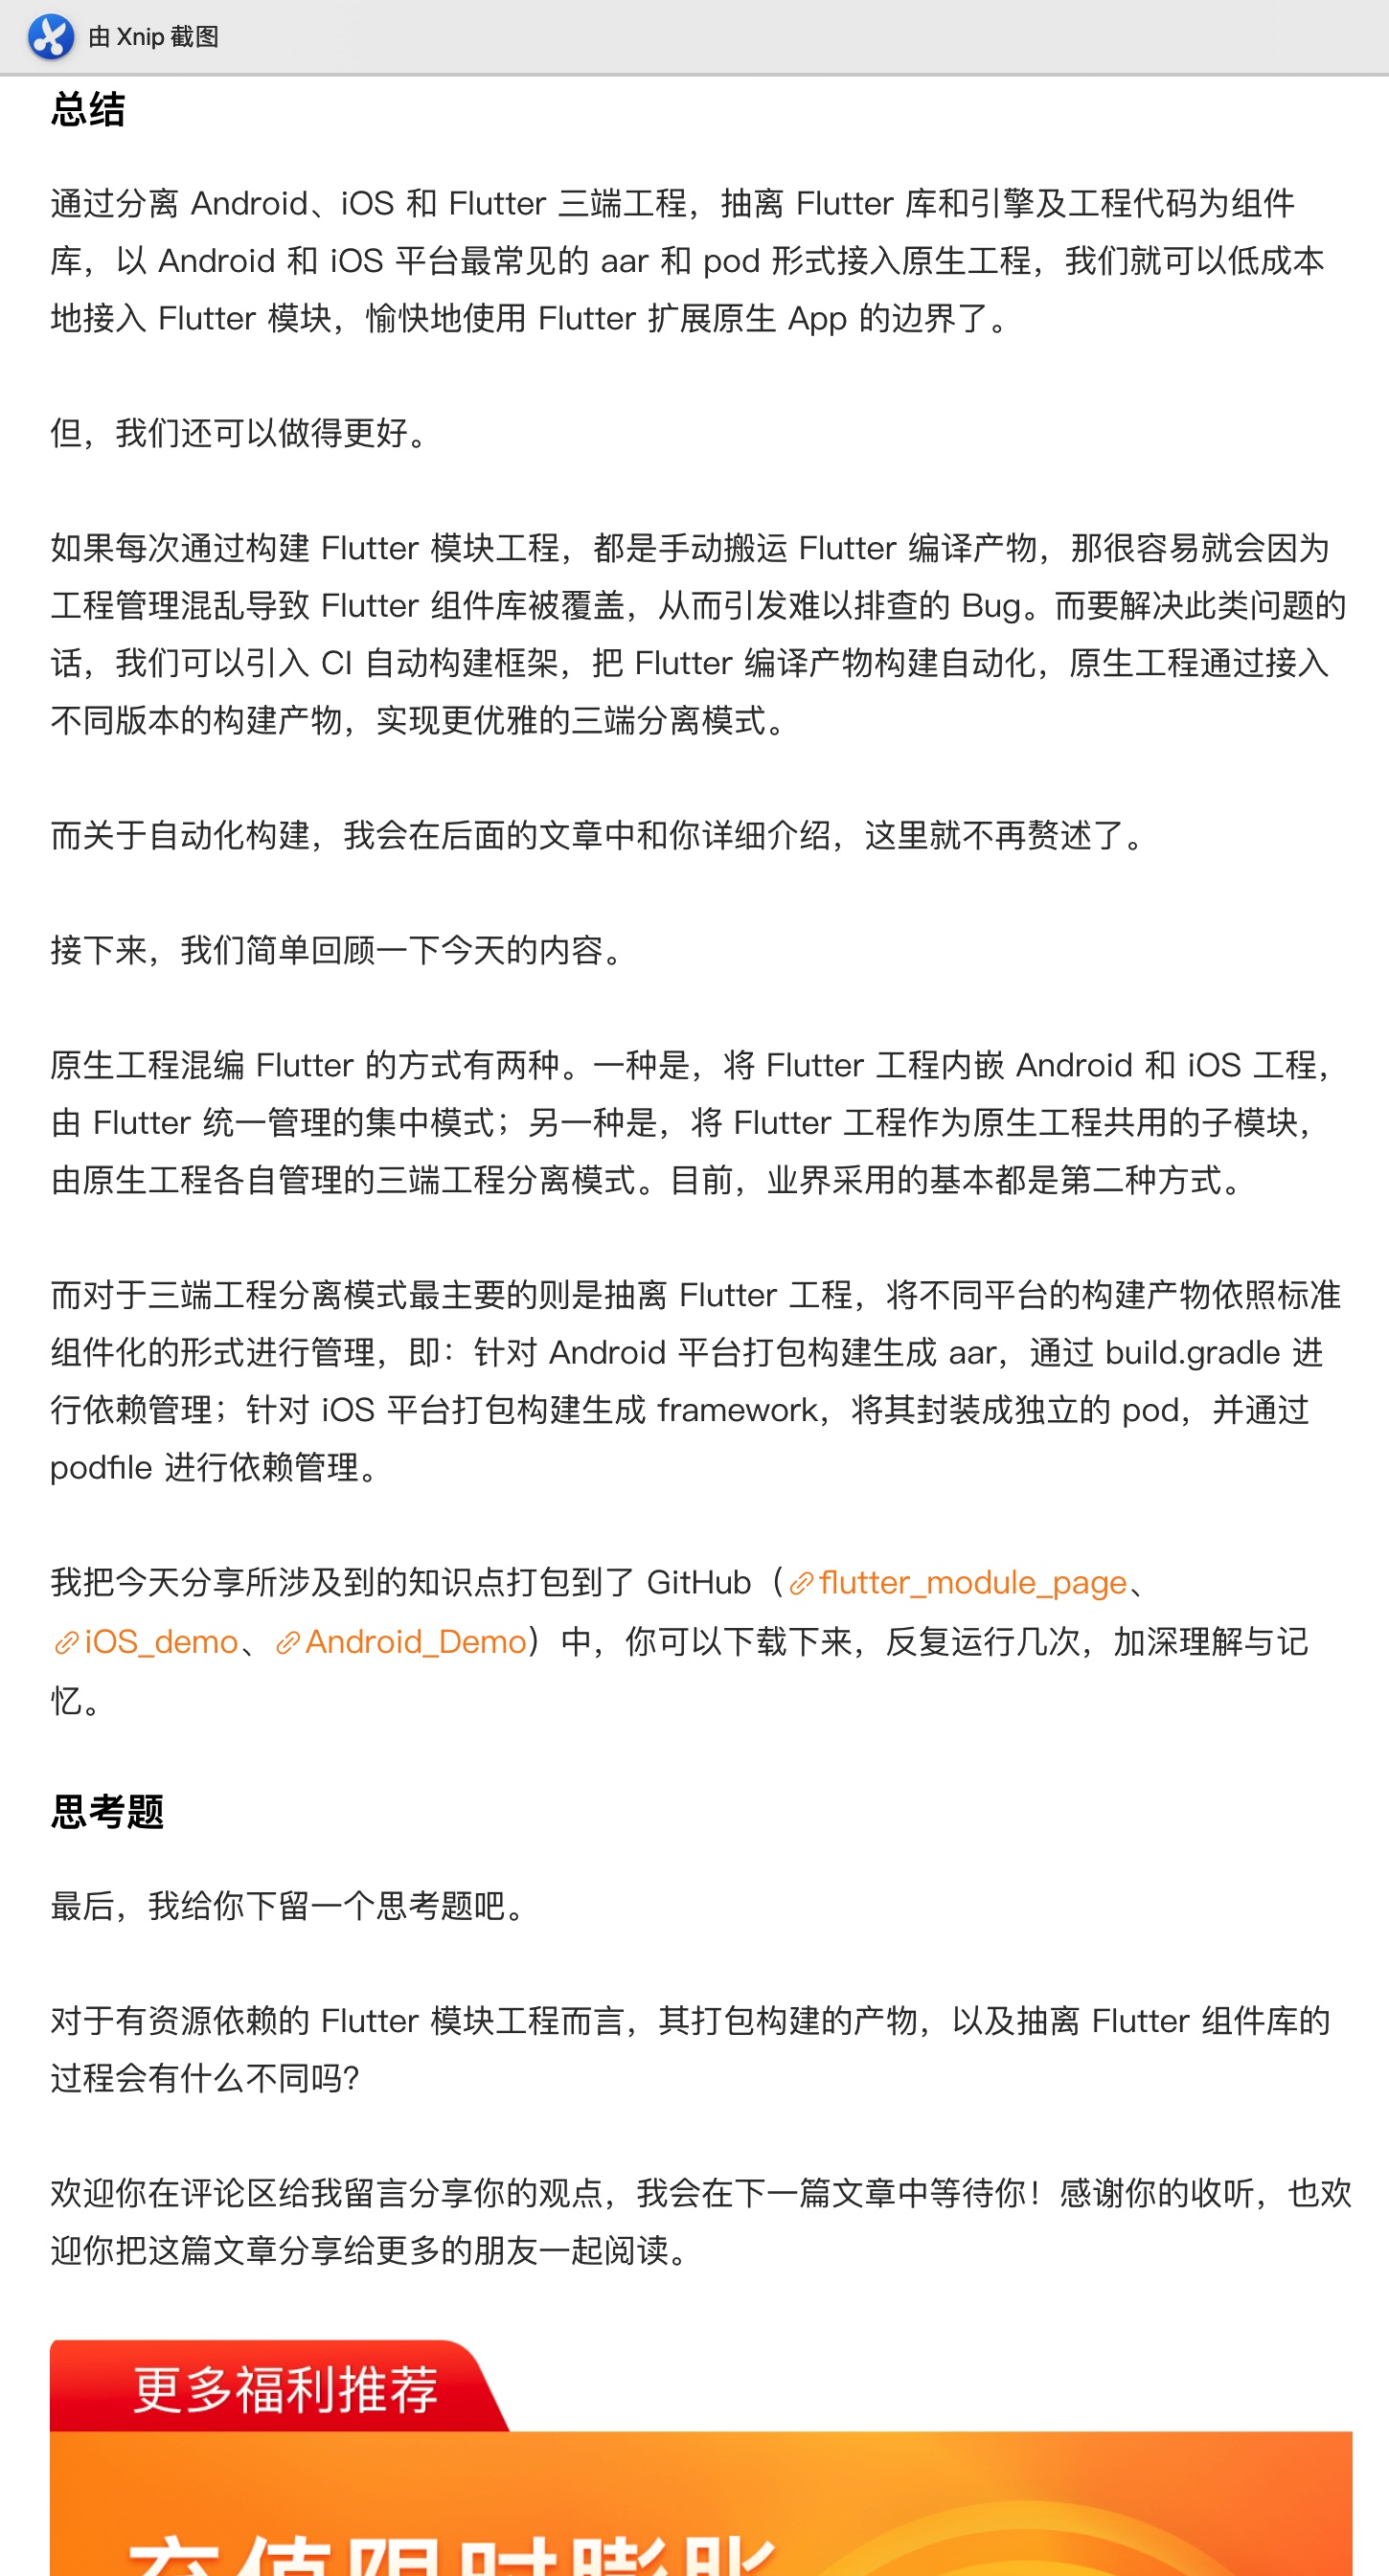 由 Xnip 截图
总结
通过分离 Android、iOS 和 Flutter 三端工程，抽离 Flutter 库和引擎及工程代码为组件
库，以 Android 和 iOS 平台最常见的 aar 和 pod 形式接入原生工程，我们就可以低成本
地接入 Flutter 模块，愉快地使用 Flutter 扩展原生 App 的边界了。
但，我们还可以做得更好。
如果每次通过构建 Flutter 模块工程，都是手动搬运 Flutter 编译产物，那很容易就会因为
工程管理混乱导致 Flutter 组件库被覆盖，从而引发难以排查的 Bug。而要解决此类问题的
话，我们可以引入 CI 自动构建框架，把 Flutter 编译产物构建自动化，原生工程通过接入
不同版本的构建产物，实现更优雅的三端分离模式。
而关于自动化构建，我会在后面的文章中和你详细介绍，这里就不再赘述了。
接下来，我们简单回顾一下今天的内容。
原生工程混编 Flutter 的方式有两种。一种是，将 Flutter 工程内嵌 Android 和 iOS 工程，
由 Flutter 统一管理的集中模式；另一种是，将 Flutter 工程作为原生工程共用的子模块，
由原生工程各自管理的三端工程分离模式。目前，业界采用的基本都是第二种方式。
而对于三端工程分离模式最主要的则是抽离 Flutter 工程，将不同平台的构建产物依照标准
组件化的形式进行管理，即：针对 Android 平台打包构建生成 aar，通过 build.gradle 进
行依赖管理；针对 iOS 平台打包构建生成 framework，将其封装成独立的 pod，并通过
podfile 进行依赖管理。
我把今天分享所涉及到的知识点打包到了 GitHub（flutter_module_page、
iOS_demo、Android_Demo）中，你可以下载下来，反复运行几次，加深理解与记
忆。
思考题
最后，我给你下留一个思考题吧。
对于有资源依赖的 Flutter 模块工程而言，其打包构建的产物，以及抽离 Flutter 组件库的
过程会有什么不同吗？
欢迎你在评论区给我留言分享你的观点，我会在下一篇文章中等待你！感谢你的收听，也欢
迎你把这篇文章分享给更多的朋友一起阅读。
更多福利推荐
充值限时膨胀